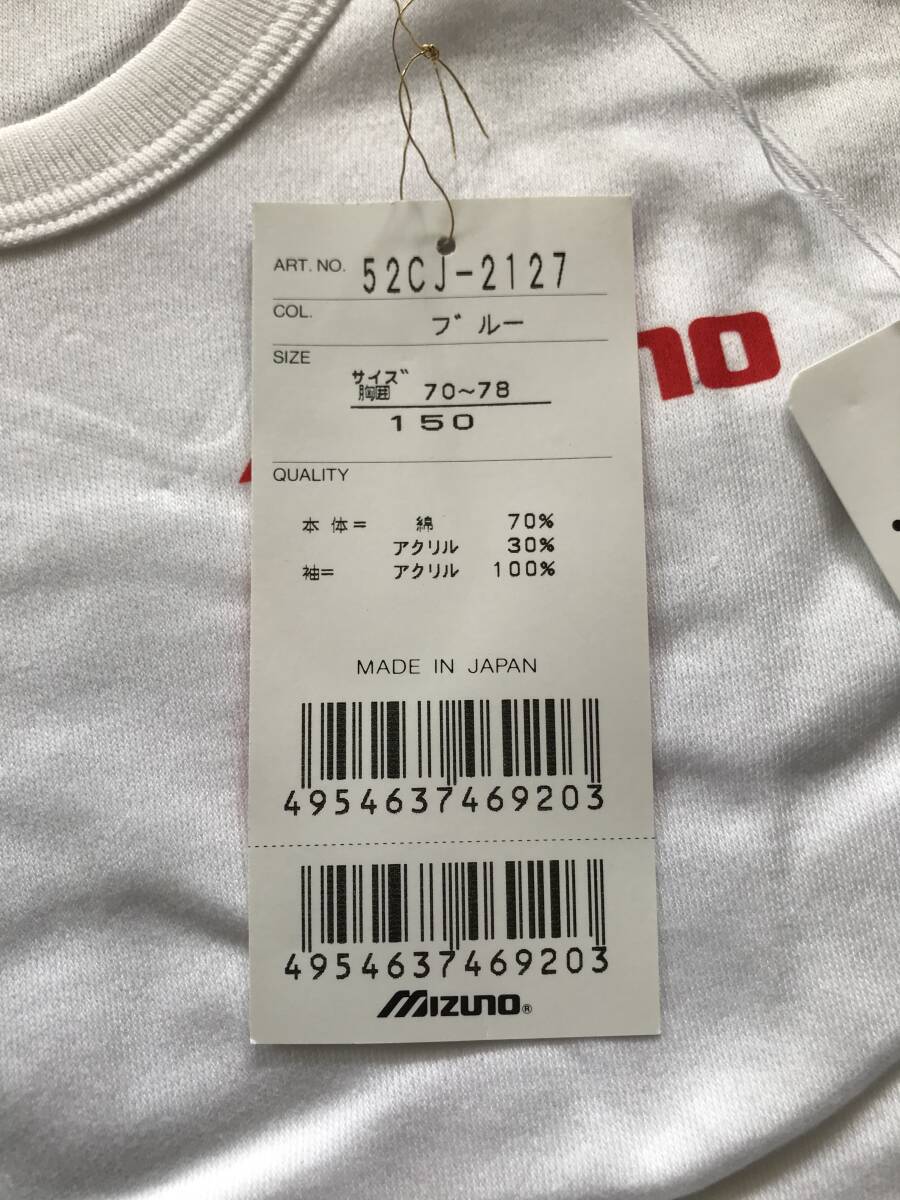 ART. NO. 52CJ-2127
COL. ブルー
SIZE
サイズ
胸囲 70~78
150
QUALITY
本体= 綿 70%
アクリル 30%
袖= アクリル 100%
MADE IN JAPAN
4954637469203
4954637469203
MIZUNO®